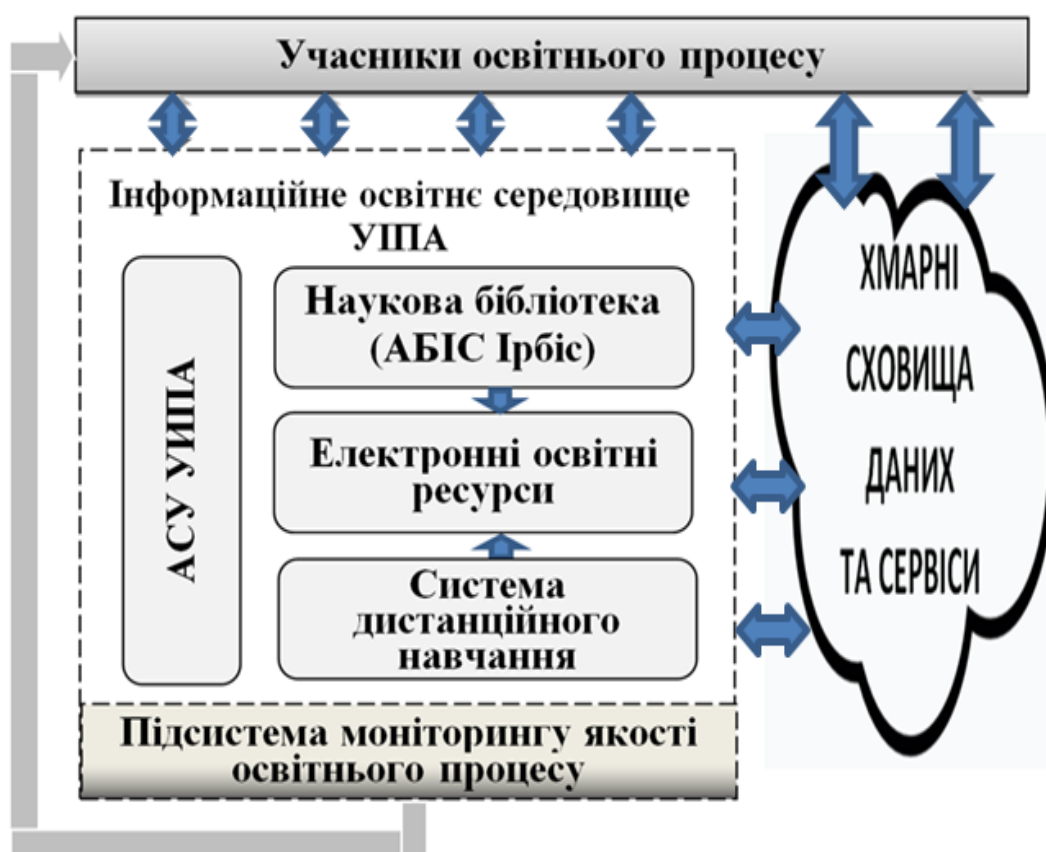 Учасники освітнього процесу
Інформаційне освітнє середовище
УІПА
АСУ УИПА
Наукова бібліотека
(АБІС Ірбіс)
Електронні освітні
ресурси
Система
дистанційного
навчання
Підсистема моніторингу якості
освітнього процесу
ХМАРНІ
СХОВИЩА
ДАНИХ
ТА СЕРВІСИ